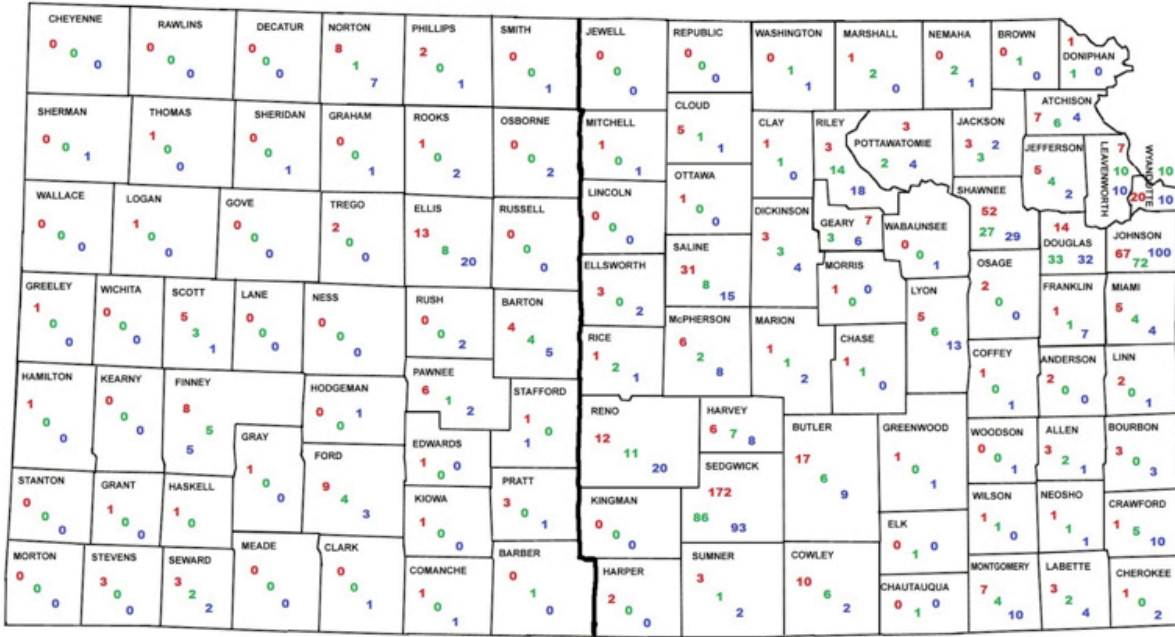 CHEYENNE
0 0 0
RAWLINS
0 0 0
DECATUR
0 0 0
NORTON
8 1 7
PHILLIPS
2 0 1
SMITH
0 0 1
JEWELL
0 0 0
REPUBLIC
0 0 0
WASHINGTON
0 1 1
MARSHALL
1 2 0
NEMAHA
0 2 1
BROWN
0 1 0
1
DONIPHAN
1 0
SHERMAN
0 0 1
THOMAS
1 0 0
SHERIDAN
0 0 1
GRAHAM
0 0 1
ROOKS
4 0 2
OSBORNE
0 0 2
MITCHELL
1 0 1
CLOUD
5 1 1
CLAY
1 1 0
RILEY
3 14 18
3
POTTAWATOMIE
2 4
JACKSON
3 2
3
ATCHISON
7 6 4
JEFFERSON
5 4 2
LEAVENWORTH
7 10 10
WYANDOTTE
10
20 10
WALLACE
0 0 0
LOGAN
1 0 0
GOVE
0 0 0
TREGO
2 0 0
ELLIS
13 8 20
RUSSELL
0 0 0
LINCOLN
0 0 0
OTTAWA
1 0 0
DICKINSON
3 3 4
GEARY 7
3 6
WABAUNSEE
0 0 1
SHAWNEE
52
27 29
14
DOUGLAS
33 32
JOHNSON
67 100
72
GREELEY
1 0 0
WICHITA
0 0 0
SCOTT
5 3 1
LANE
0 0 0
NESS
0 0 0
RUSH
0 0 2
BARTON
4 4 5
ELLSWORTH
3 0 2
SALINE
31 8 15
MORRIS
1 0 0
LYON
5 6 13
OSAGE
2 0 0
FRANKLIN
1 1 7
MIAMI
5 4 4
RICE
1 2 1
McPHERSON
6 2 8
MARION
1 1 2
CHASE
1 1 0
COFFEY
1 0 1
ANDERSON
2 0 0
LINN
2 0 1
HAMILTON
1 0 0
KEARNY
0 0 0
FINNEY
8
5
5
HODGEMAN
0 1
0
PAWNEE
6 1 2
STAFFORD
1 0
1
GRAY
1 0 0
FORD
9 4 3
EDWARDS
1 0 0
RENO
12 11 20
HARVEY
6 7 8
BUTLER
17 6 9
GREENWOOD
1 0 1
WOODSON
0 0 1
ALLEN
3 2 1
BOURBON
3 0 3
STANTON
0 0 0
GRANT
1 0 0
HASKELL
1 0
KIOWA
1 0 0
PRATT
3 0 1
KINGMAN
0 0 0
SEDGWICK
172
86 93
ELK
0 0
1
WILSON
1 1 0
NEOSHO
1 1 1
CRAWFORD
1 5 10
MORTON
0 0 0
STEVENS
3 0 0
SEWARD
3 2 2
MEADE
0 0 0
CLARK
0 0 1
COMANCHE
1 0 1
BARBER
0 1 0
HARPER
2 0 0
SUMNER
3 1 2
COWLEY
10 6 2
CHAUTAUQUA
0 0
1
MONTGOMERY
7 4 10
LABETTE
3 2 4
CHEROKEE
1 0 2